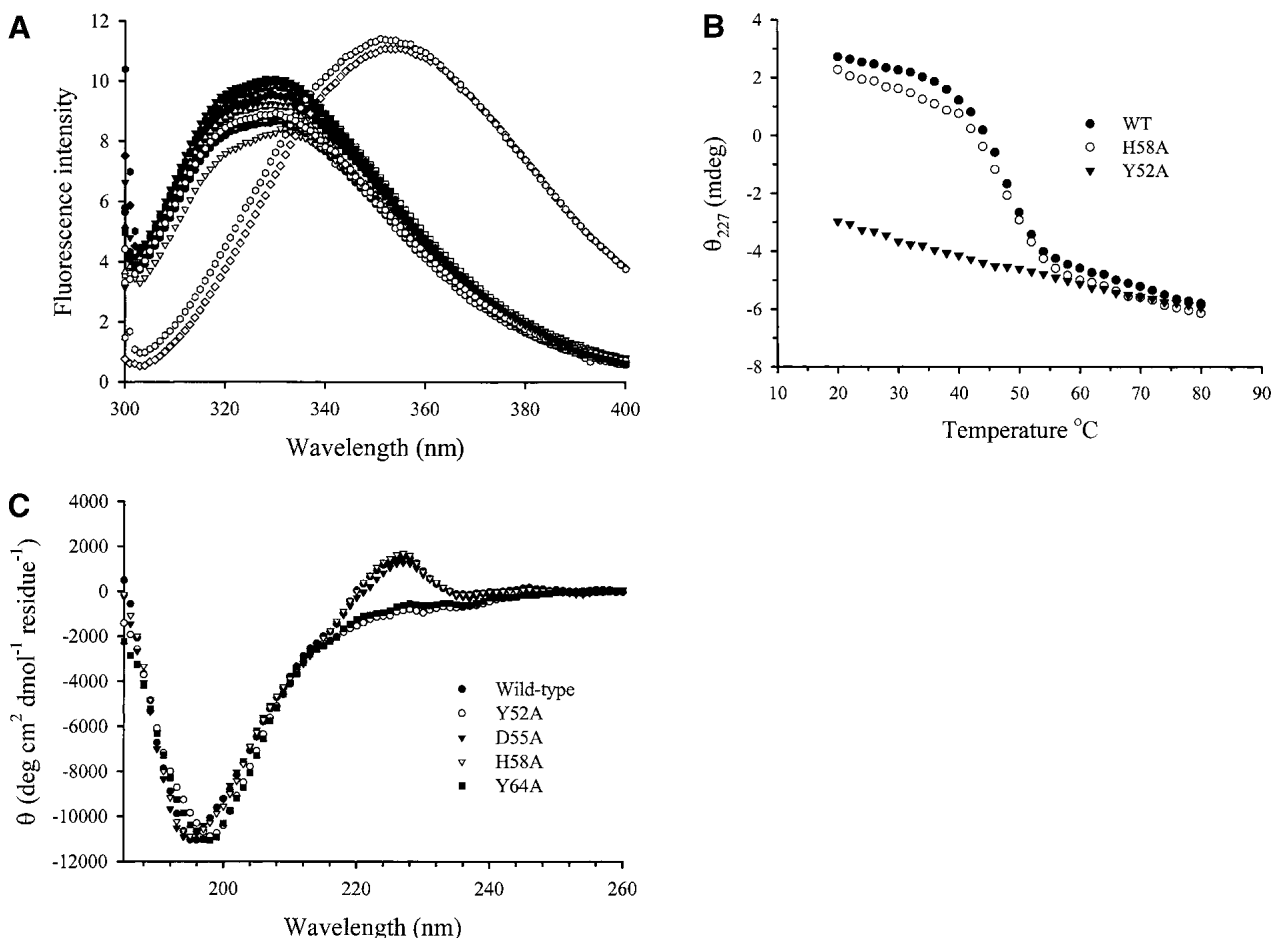 A
12
10
8
6
4
2
0
Fluorescence intensity
300
320
340
360
380
400
Wavelength (nm)
B
4
2
0
-2
-4
-6
-8
θ227 (mdeg)
WT
H58A
Y52A
10
20
30
40
50
60
70
80
90
Temperature °C
C
4000
2000
0
-2000
-4000
-6000
-8000
-10000
-12000
θ (deg cm² dmol⁻¹ residue⁻¹)
Wild-type
Y52A
D55A
H58A
Y64A
200
220
240
260
Wavelength (nm)